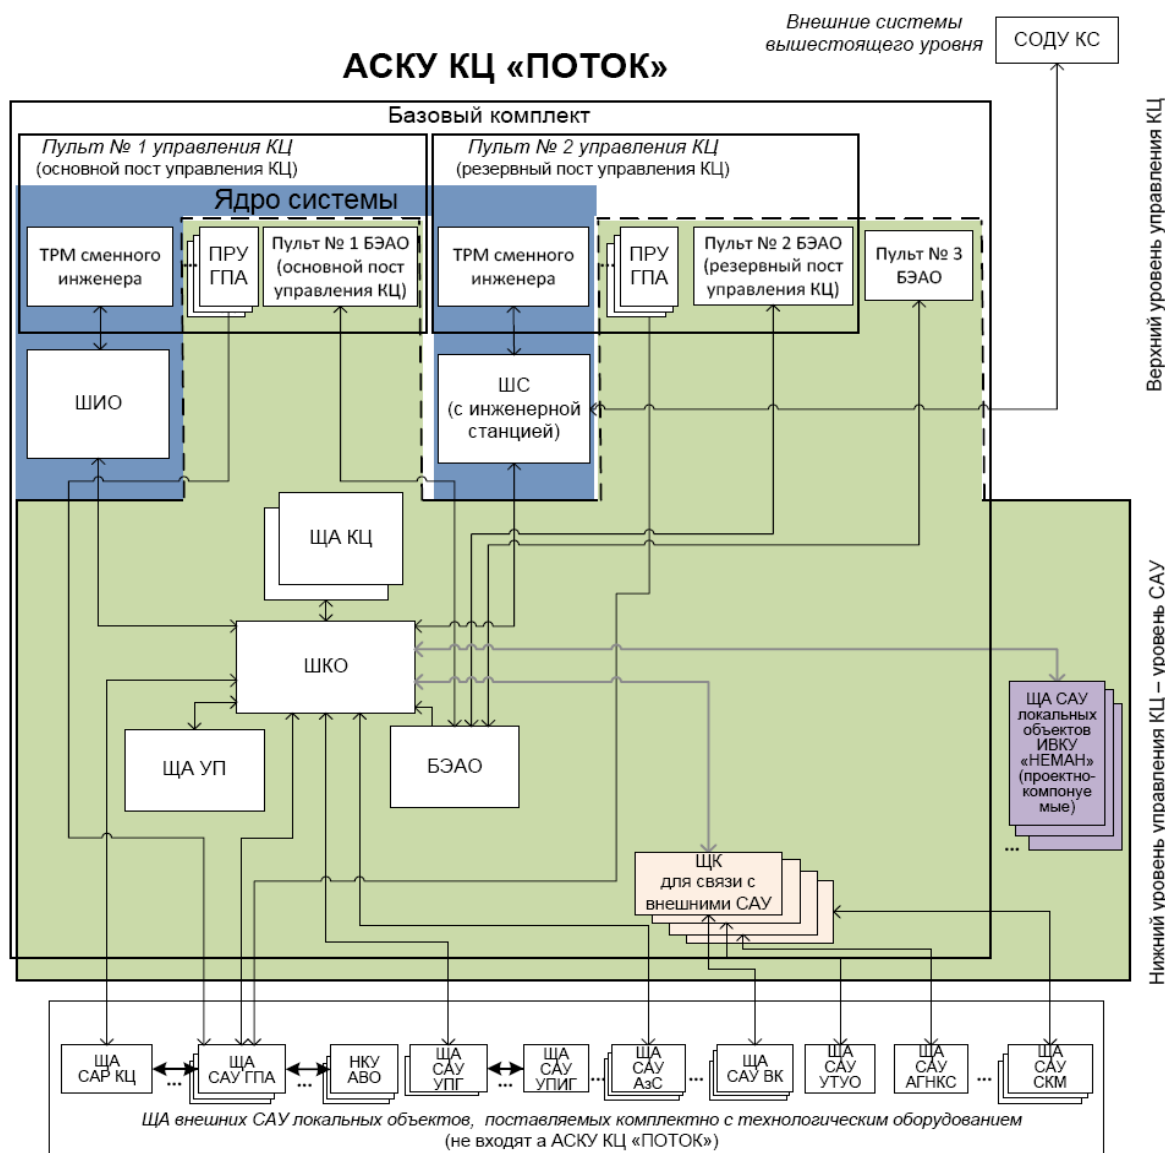 Внешние системы
вышестоящего уровня
СОДУ КС
АСКУ КЦ «ПОТОК»
Базовый комплект
Пульт № 1 управления КЦ
(основной пост управления КЦ)
Пульт № 2 управления КЦ
(резервный пост управления КЦ)
Ядро системы
ТРМ сменного
инженера
...
ПРУ
ГПА
Пульт № 1 БЭАО
(основной пост
управления КЦ)
ТРМ сменного
инженера
...
ПРУ
ГПА
Пульт № 2 БЭАО
(резервный пост
управления КЦ)
Пульт № 3
БЭАО
Верхний уровень управления КЦ
ШИО
ШС
(с инженерной
станцией)
ЩА КЦ
ШКО
ЩА УП
БЭАО
ЩА САУ
локальных
объектов
ИВКУ
«НЕМАН»
(проектно-
компонуе
мые)
...
Нижний уровень управления КЦ – уровень САУ
ЩК
для связи с
внешними САУ
ЩА
САР КЦ
...
ЩА
САУ ГПА
...
НКУ
АВО
ЩА
САУ
УПГ
ЩА
САУ
УПИГ
...
ЩА
САУ
АзС
...
ЩА
САУ ВК
ЩА
САУ
УТУО
ЩА
САУ
АГНКС
...
ЩА
САУ
СКМ
ЩА внешних САУ локальных объектов, поставляемых комплектно с технологическим оборудованием
(не входят а АСКУ КЦ «ПОТОК»)